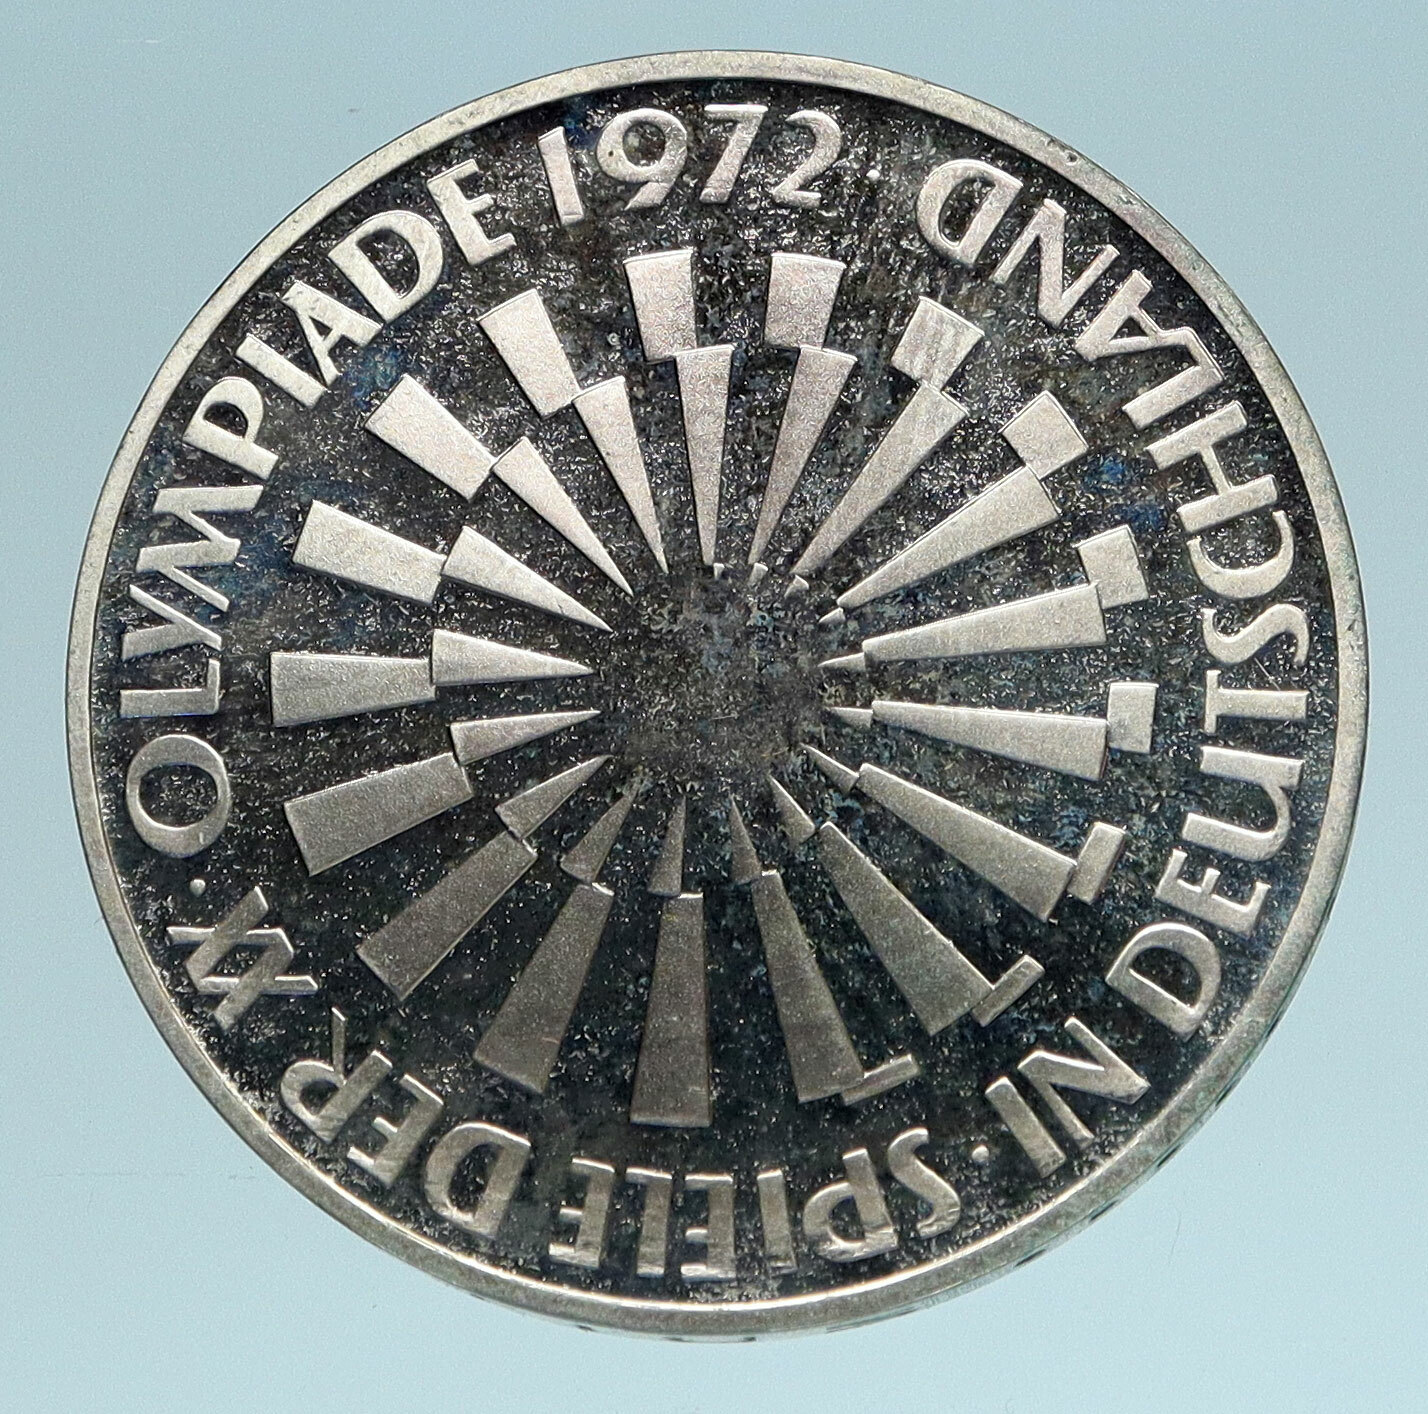 SPIELE DER XX · OLYMPIADE 1972 · IN DEUTSCHLAND ·